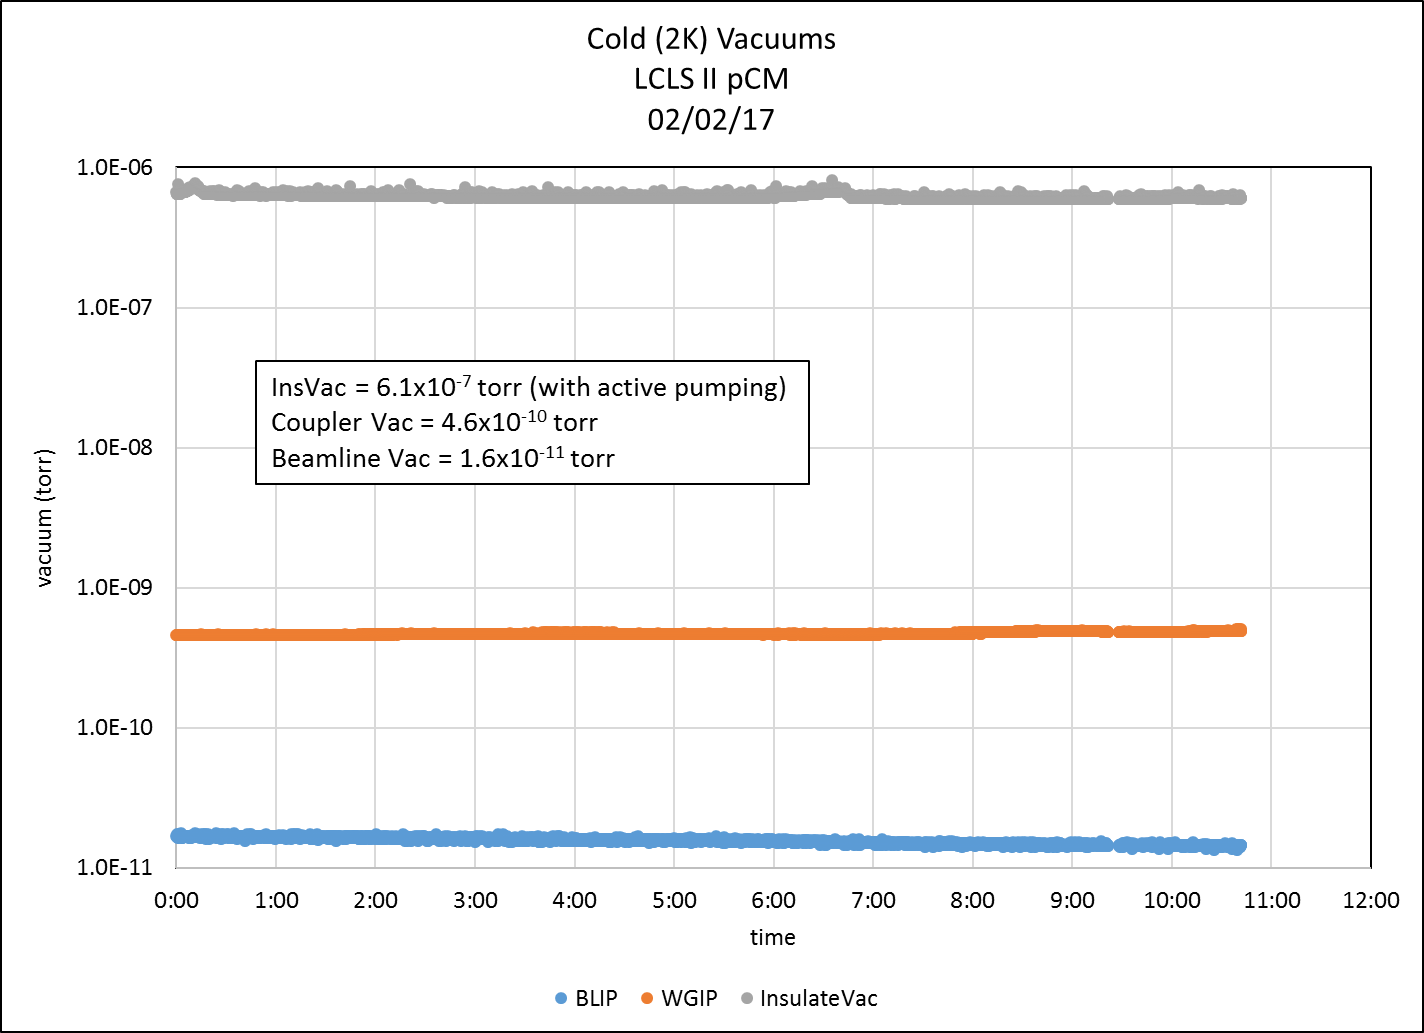 Cold (2K) Vacuums
LCLS II pCM
02/02/17
1.0E-06
1.0E-07
1.0E-08
1.0E-09
1.0E-10
1.0E-11
vacuum (torr)
InsVac = 6.1x10⁻⁷ torr (with active pumping)
Coupler Vac = 4.6x10⁻¹⁰ torr
Beamline Vac = 1.6x10⁻¹¹ torr
0:00 1:00 2:00 3:00 4:00 5:00 6:00 7:00 8:00 9:00 10:00 11:00 12:00
time
BLIP WGIP InsulateVac